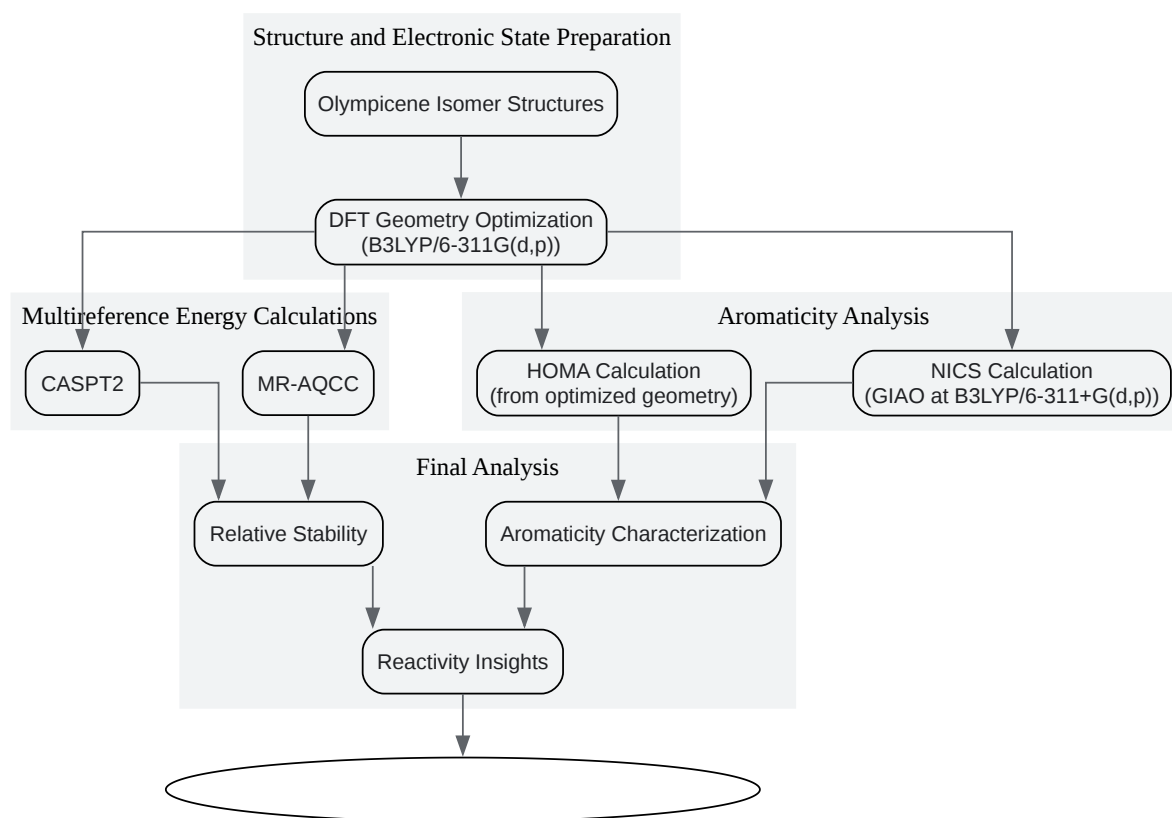 Structure and Electronic State Preparation
Olympicene Isomer Structures
DFT Geometry Optimization
(B3LYP/6-311G(d,p))
Multireference Energy Calculations
Aromaticity Analysis
CASPT2
MR-AQCC
HOMA Calculation
(from optimized geometry)
NICS Calculation
(GIAO at B3LYP/6-311+G(d,p))
Final Analysis
Relative Stability
Aromaticity Characterization
Reactivity Insights